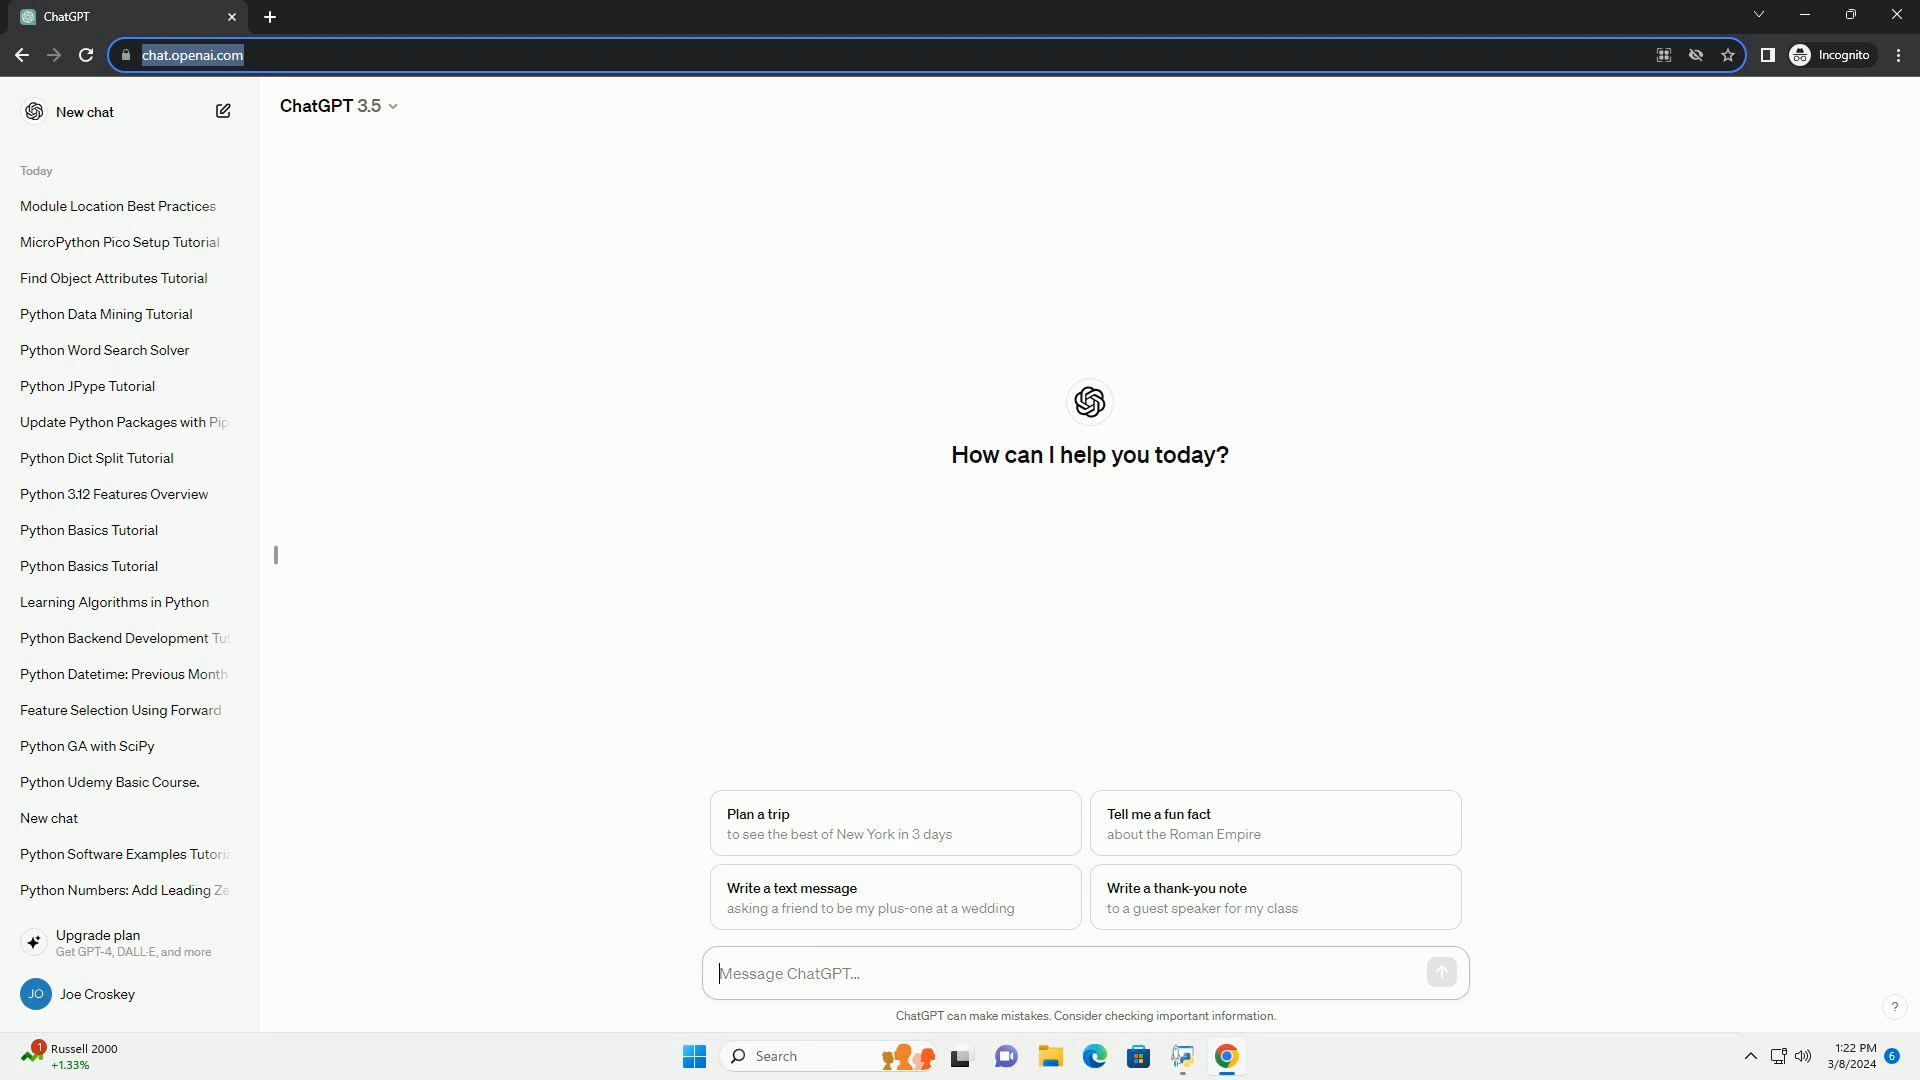 ChatGPT
chat.openai.com
Incognito
New chat
ChatGPT 3.5
Today
Module Location Best Practices
MicroPython Pico Setup Tutorial
Find Object Attributes Tutorial
Python Data Mining Tutorial
Python Word Search Solver
Python JPype Tutorial
Update Python Packages with Pip
Python Dict Split Tutorial
Python 3.12 Features Overview
Python Basics Tutorial
Python Basics Tutorial
Learning Algorithms in Python
Python Backend Development Tut
Python Datetime: Previous Month
Feature Selection Using Forward
Python GA with SciPy
Python Udemy Basic Course.
New chat
Python Software Examples Tutoria
Python Numbers: Add Leading Ze
Upgrade plan
Get GPT-4, DALL·E, and more
JO Joe Croskey
How can I help you today?
Plan a trip
to see the best of New York in 3 days
Tell me a fun fact
about the Roman Empire
Write a text message
asking a friend to be my plus-one at a wedding
Write a thank-you note
to a guest speaker for my class
Message ChatGPT...
ChatGPT can make mistakes. Consider checking important information.
?
1
Russell 2000
+1.33%
Search
1:22 PM
3/8/2024
6